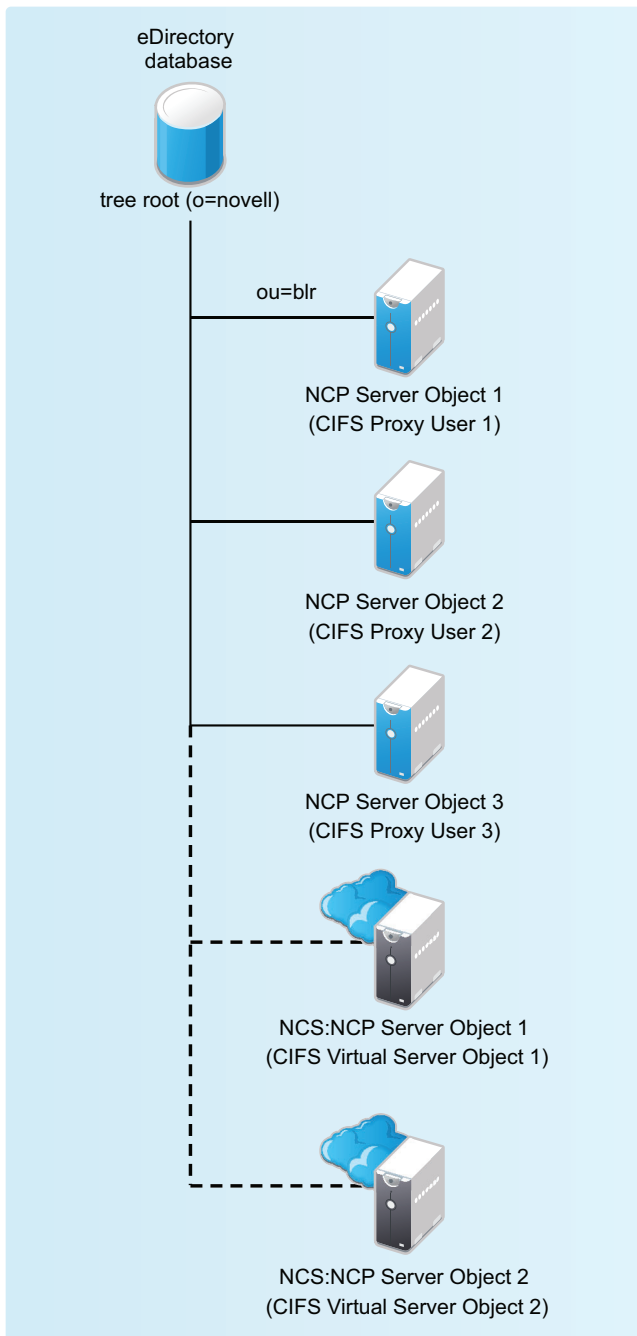 eDirectory
database
tree root (o=novell)
ou=blr
NCP Server Object 1
(CIFS Proxy User 1)
NCP Server Object 2
(CIFS Proxy User 2)
NCP Server Object 3
(CIFS Proxy User 3)
NCS:NCP Server Object 1
(CIFS Virtual Server Object 1)
NCS:NCP Server Object 2
(CIFS Virtual Server Object 2)